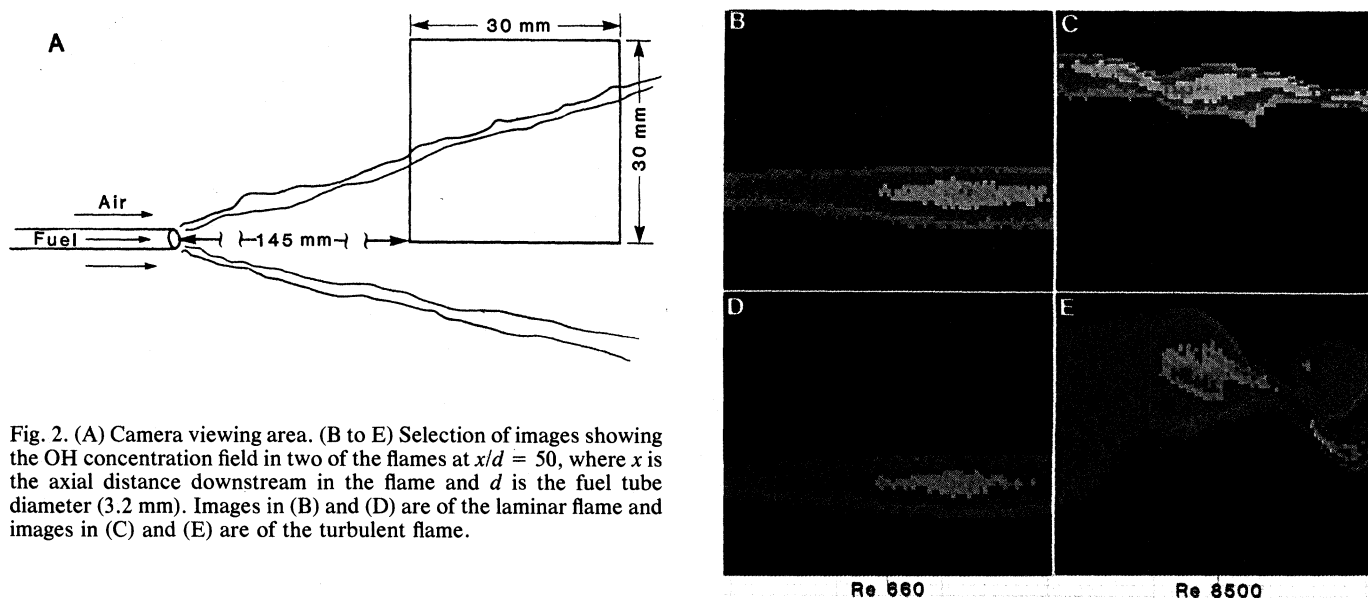 A
30 mm
30 mm
Air
Fuel
145 mm
B
C
D
E
Re 660
Re 8500
Fig. 2. (A) Camera viewing area. (B to E) Selection of images showing
the OH concentration field in two of the flames at x/d = 50, where x is
the axial distance downstream in the flame and d is the fuel tube
diameter (3.2 mm). Images in (B) and (D) are of the laminar flame and
images in (C) and (E) are of the turbulent flame.